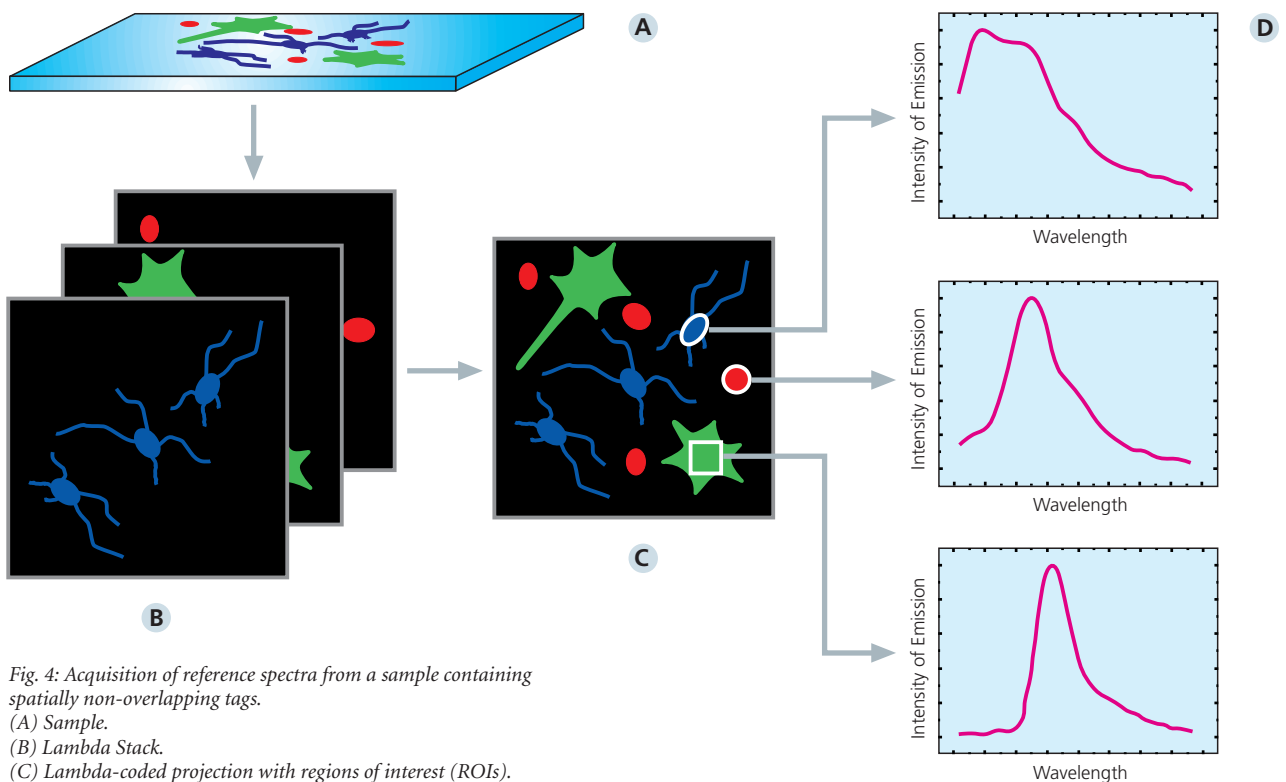 A
D
Intensity of Emission
Wavelength
Intensity of Emission
Wavelength
C
B
Intensity of Emission
Wavelength
Fig. 4: Acquisition of reference spectra from a sample containing
spatially non-overlapping tags.
(A) Sample.
(B) Lambda Stack.
(C) Lambda-coded projection with regions of interest (ROIs).